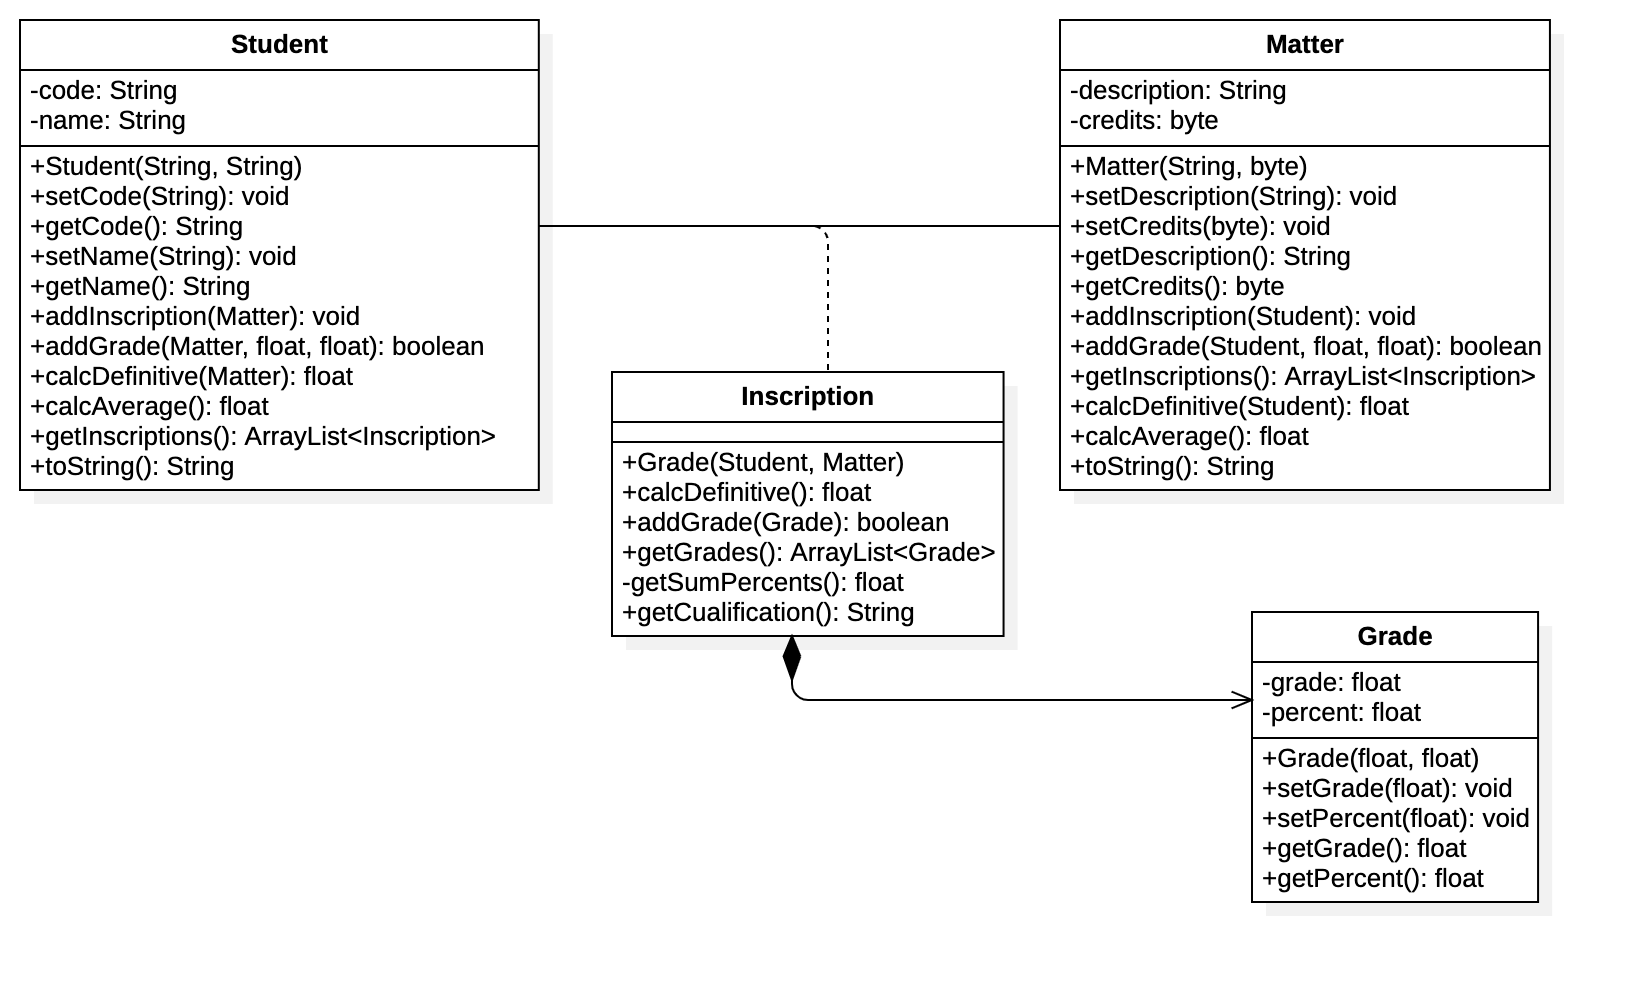 Student
-code: String
-name: String
+Student(String, String)
+setCode(String): void
+getCode(): String
+setName(String): void
+getName(): String
+addInscription(Matter): void
+addGrade(Matter, float, float): boolean
+calcDefinitive(Matter): float
+calcAverage(): float
+getInscriptions(): ArrayList<Inscription>
+toString(): String
Matter
-description: String
-credits: byte
+Matter(String, byte)
+setDescription(String): void
+setCredits(byte): void
+getDescription(): String
+getCredits(): byte
+addInscription(Student): void
+addGrade(Student, float, float): boolean
+getInscriptions(): ArrayList<Inscription>
+calcDefinitive(Student): float
+calcAverage(): float
+toString(): String
Inscription
+Grade(Student, Matter)
+calcDefinitive(): float
+addGrade(Grade): boolean
+getGrades(): ArrayList<Grade>
-getSumPercents(): float
+getCualification(): String
Grade
-grade: float
-percent: float
+Grade(float, float)
+setGrade(float): void
+setPercent(float): void
+getGrade(): float
+getPercent(): float